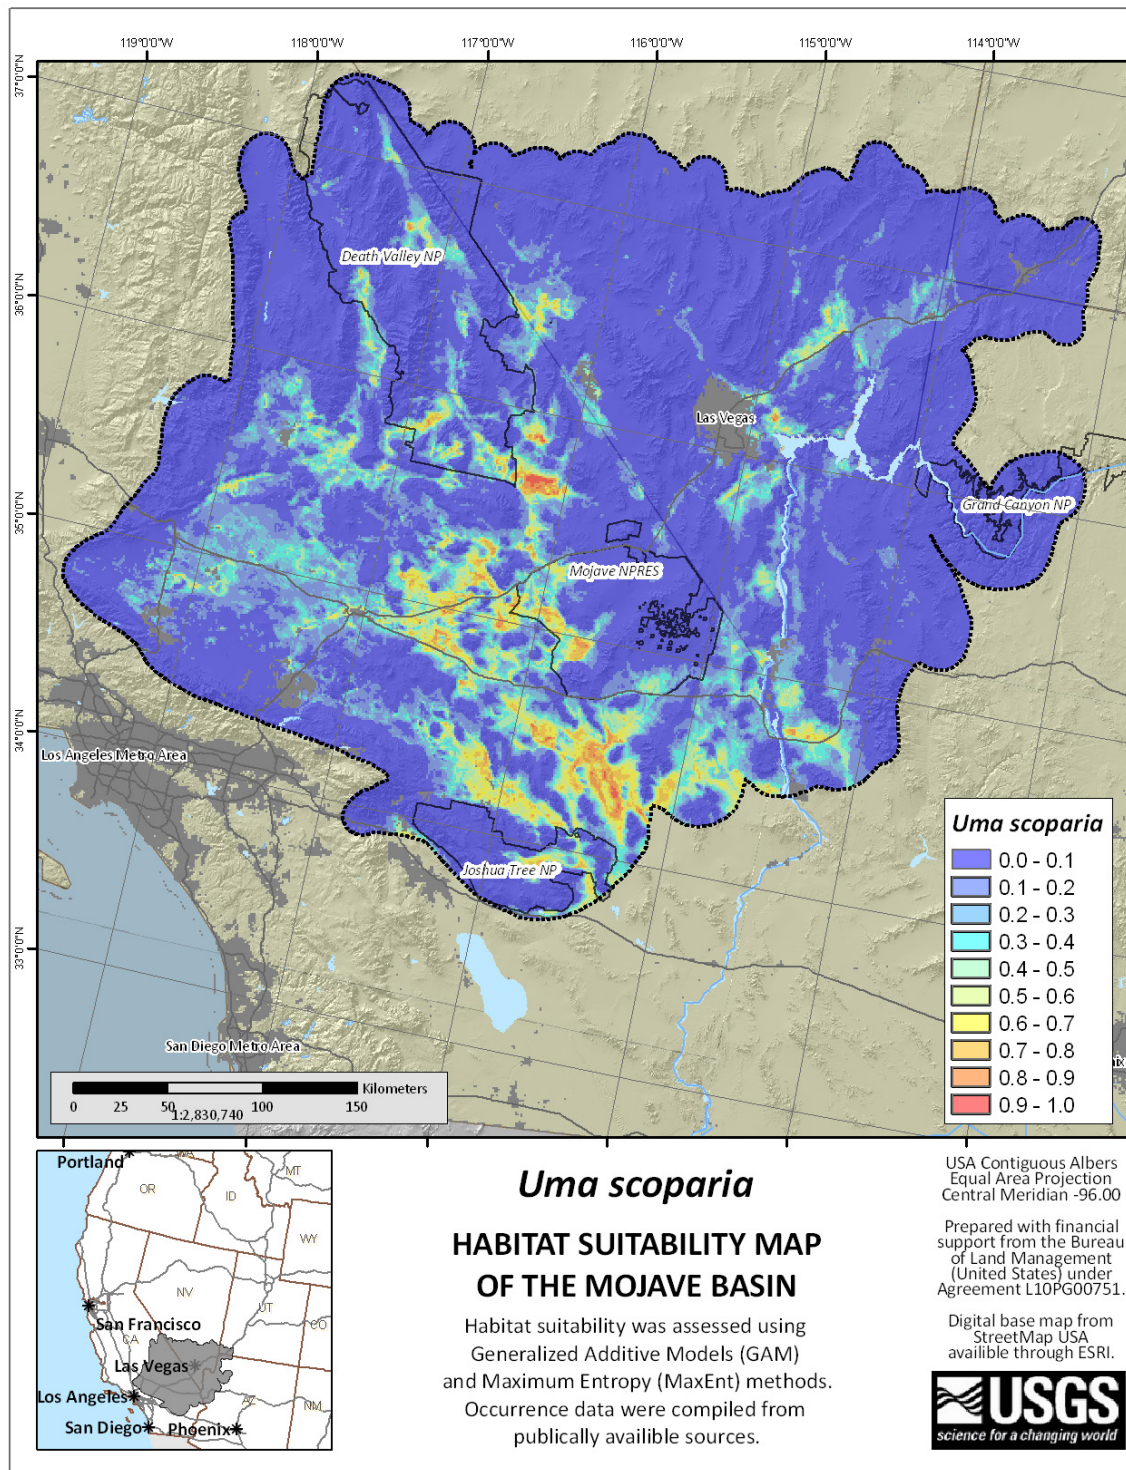 119°0'0"W 118°0'0"W 117°0'0"W 116°0'0"W 115°0'0"W 114°0'0"W
37°0'0"N
36°0'0"N
35°0'0"N
34°0'0"N
33°0'0"N
Death Valley NP
Las Vegas
Grand Canyon NP
Mojave NPRES
Los Angeles Metro Area
Joshua Tree NP
San Diego Metro Area
Uma scoparia
0.0 - 0.1
0.1 - 0.2
0.2 - 0.3
0.3 - 0.4
0.4 - 0.5
0.5 - 0.6
0.6 - 0.7
0.7 - 0.8
0.8 - 0.9
0.9 - 1.0
Kilometers
0 25 50 100 150
1:2,830,740
Portland
WA
MT
OR
ID
WY
NV
UT
CO
San Francisco
CA
Las Vegas
Los Angeles
AZ
NM
San Diego
Phoenix
Uma scoparia
HABITAT SUITABILITY MAP
OF THE MOJAVE BASIN
Habitat suitability was assessed using
Generalized Additive Models (GAM)
and Maximum Entropy (MaxEnt) methods.
Occurrence data were compiled from
publically availible sources.
USA Contiguous Albers
Equal Area Projection
Central Meridian -96.00
Prepared with financial
support from the Bureau
of Land Management
(United States) under
Agreement L10PG00751.
Digital base map from
StreetMap USA
availible through ESRI.
USGS
science for a changing world